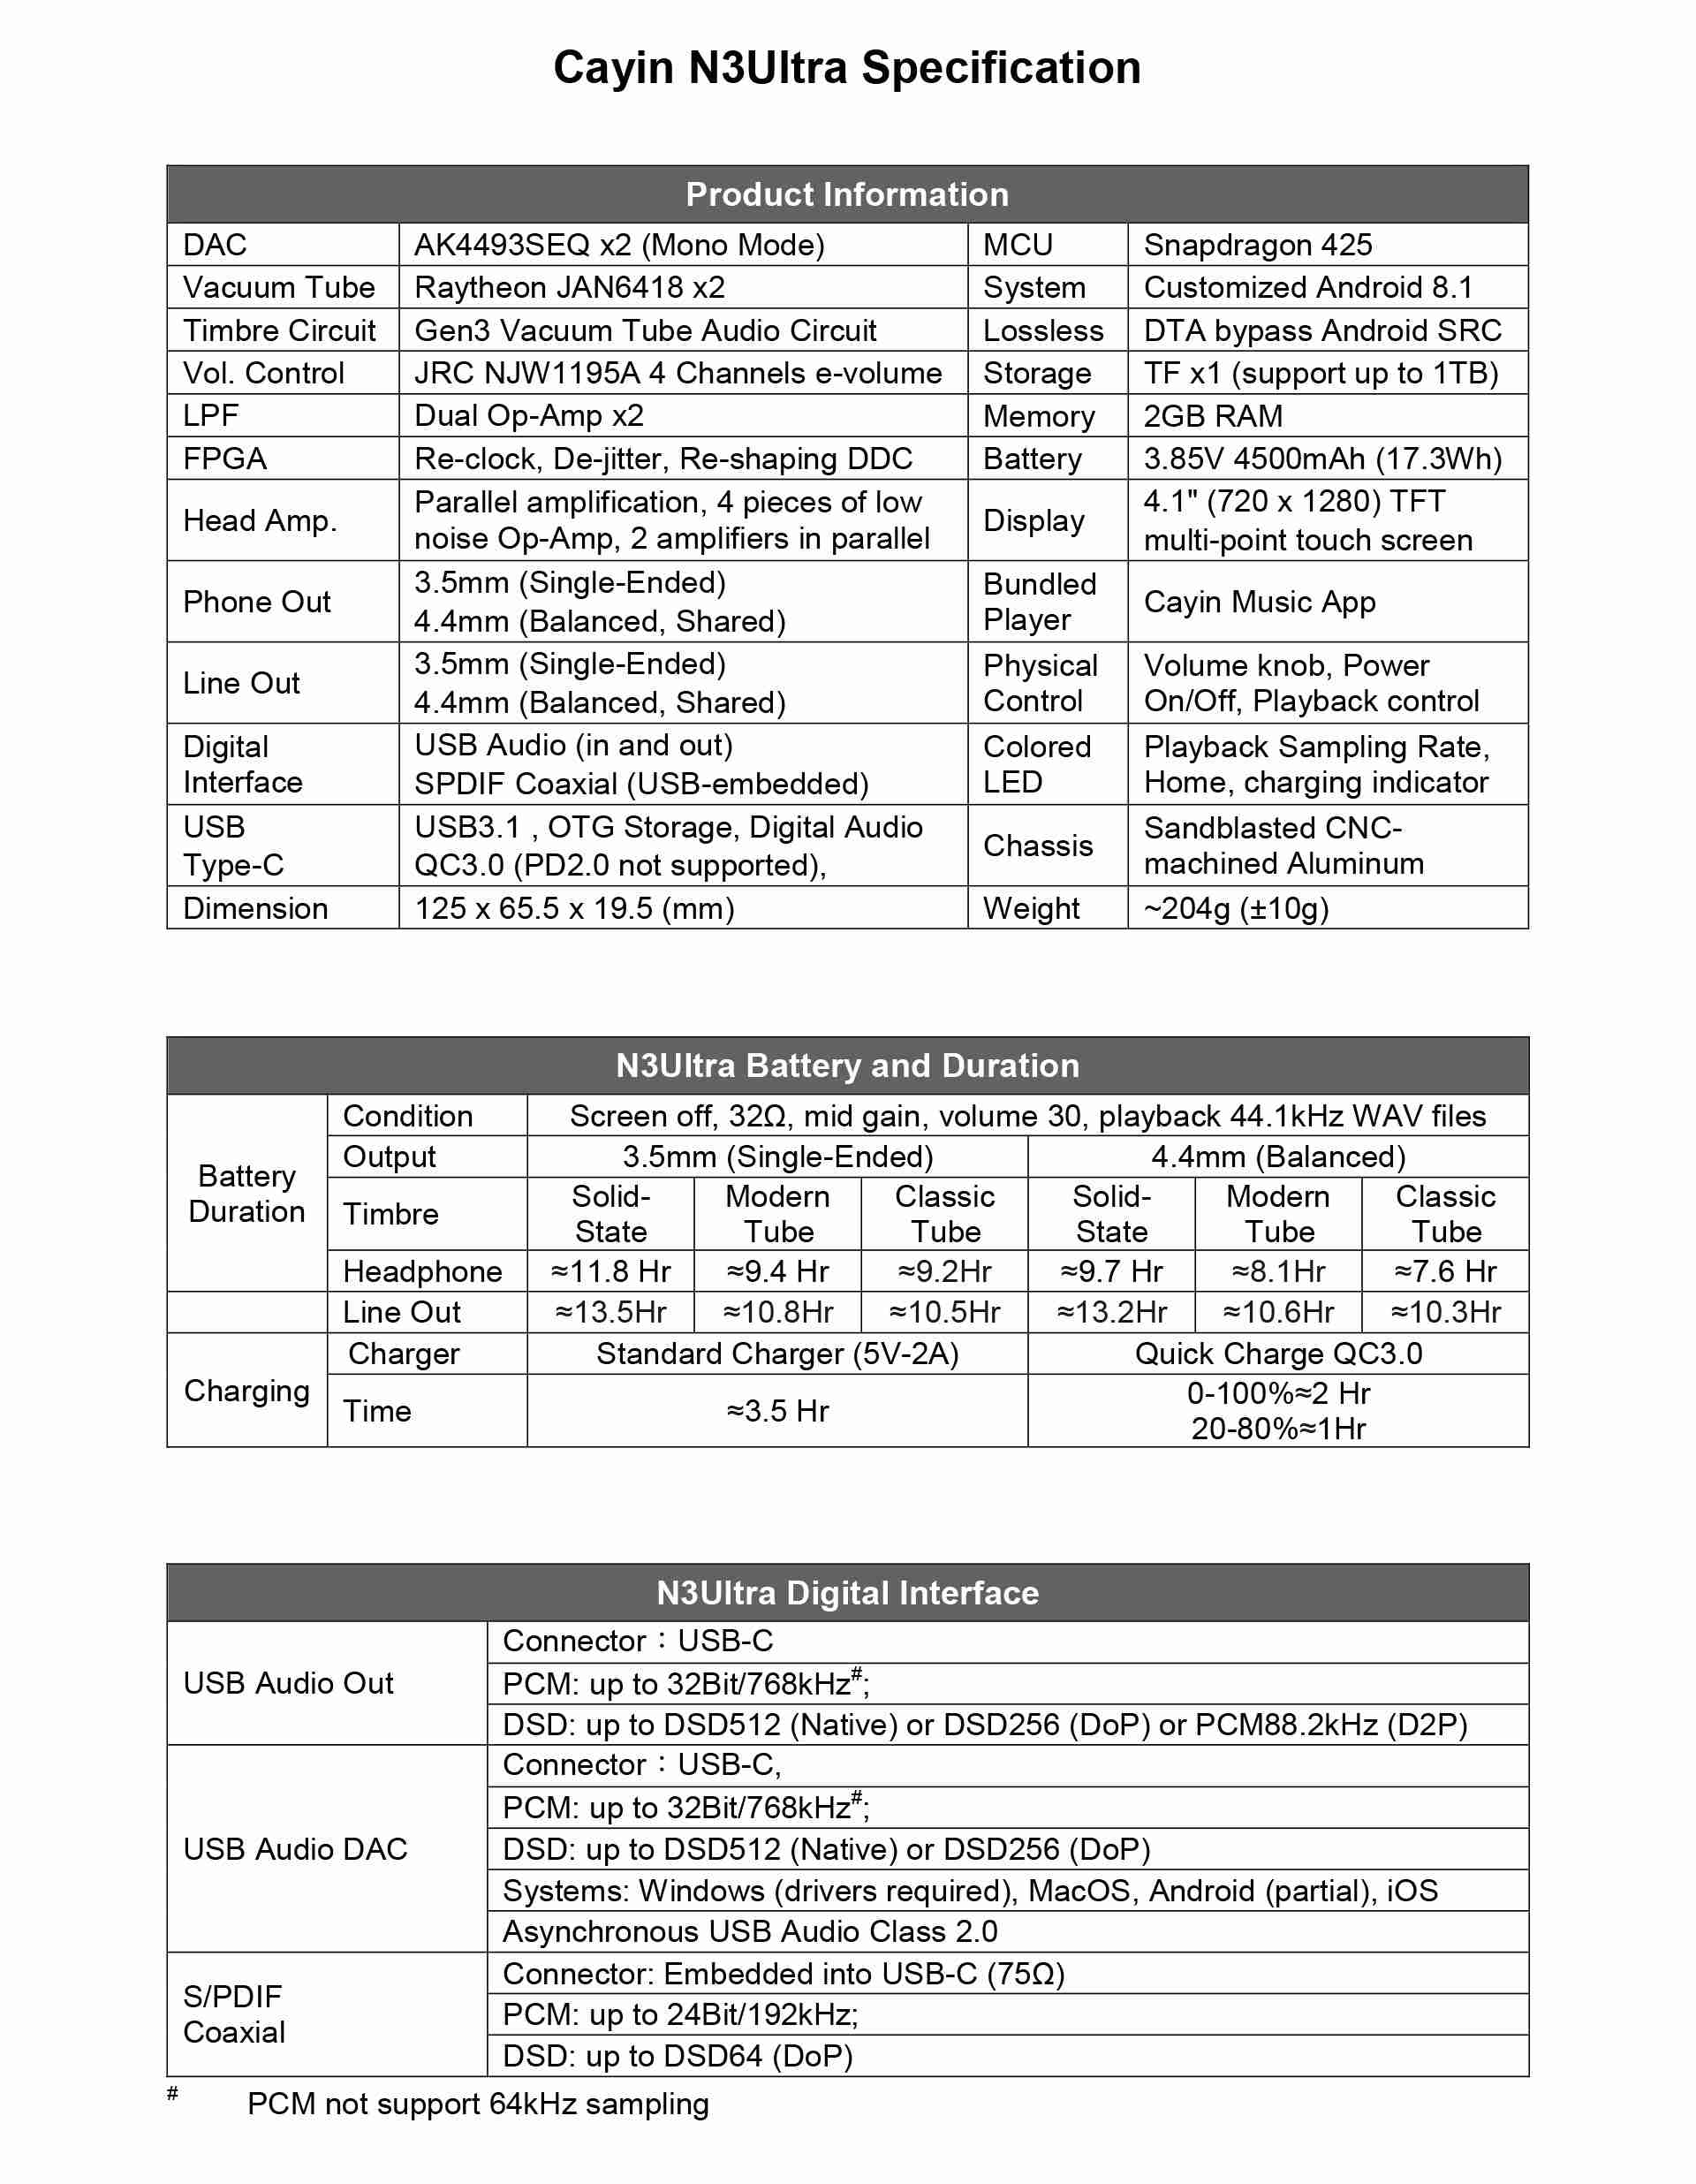 Cayin N3Ultra Specification
Product Information
DAC AK4493SEQ x2 (Mono Mode) MCU Snapdragon 425
Vacuum Tube Raytheon JAN6418 x2 System Customized Android 8.1
Timbre Circuit Gen3 Vacuum Tube Audio Circuit Lossless DTA bypass Android SRC
Vol. Control JRC NJW1195A 4 Channels e-volume Storage TF x1 (support up to 1TB)
LPF Dual Op-Amp x2 Memory 2GB RAM
FPGA Re-clock, De-jitter, Re-shaping DDC Battery 3.85V 4500mAh (17.3Wh)
Head Amp.
Parallel amplification, 4 pieces of low
noise Op-Amp, 2 amplifiers in parallel
Display
4.1" (720 x 1280) TFT
multi-point touch screen
Phone Out
3.5mm (Single-Ended)
4.4mm (Balanced, Shared)
Bundled
Player
Cayin Music App
Line Out
3.5mm (Single-Ended)
4.4mm (Balanced, Shared)
Physical
Control
Volume knob, Power
On/Off, Playback control
Digital
Interface
USB Audio (in and out)
SPDIF Coaxial (USB-embedded)
Colored
LED
Playback Sampling Rate,
Home, charging indicator
USB
Type-C
USB3.1 , OTG Storage, Digital Audio
QC3.0 (PD2.0 not supported),
Chassis
Sandblasted CNC-
machined Aluminum
Dimension 125 x 65.5 x 19.5 (mm) Weight ~204g (±10g)
N3Ultra Battery and Duration
Battery
Duration
Condition Screen off, 32Ω, mid gain, volume 30, playback 44.1kHz WAV files
Output 3.5mm (Single-Ended) 4.4mm (Balanced)
Timbre
Solid-
State
Modern
Tube
Classic
Tube
Solid-
State
Modern
Tube
Classic
Tube
Headphone ≈11.8 Hr ≈9.4 Hr ≈9.2Hr ≈9.7 Hr ≈8.1Hr ≈7.6 Hr
Line Out ≈13.5Hr ≈10.8Hr ≈10.5Hr ≈13.2Hr ≈10.6Hr ≈10.3Hr
Charging
Charger Standard Charger (5V-2A) Quick Charge QC3.0
Time ≈3.5 Hr
0-100%≈2 Hr
20-80%≈1Hr
N3Ultra Digital Interface
USB Audio Out
Connector：USB-C
PCM: up to 32Bit/768kHz#;
DSD: up to DSD512 (Native) or DSD256 (DoP) or PCM88.2kHz (D2P)
USB Audio DAC
Connector：USB-C,
PCM: up to 32Bit/768kHz#;
DSD: up to DSD512 (Native) or DSD256 (DoP)
Systems: Windows (drivers required), MacOS, Android (partial), iOS
Asynchronous USB Audio Class 2.0
S/PDIF
Coaxial
Connector: Embedded into USB-C (75Ω)
PCM: up to 24Bit/192kHz;
DSD: up to DSD64 (DoP)
# PCM not support 64kHz sampling